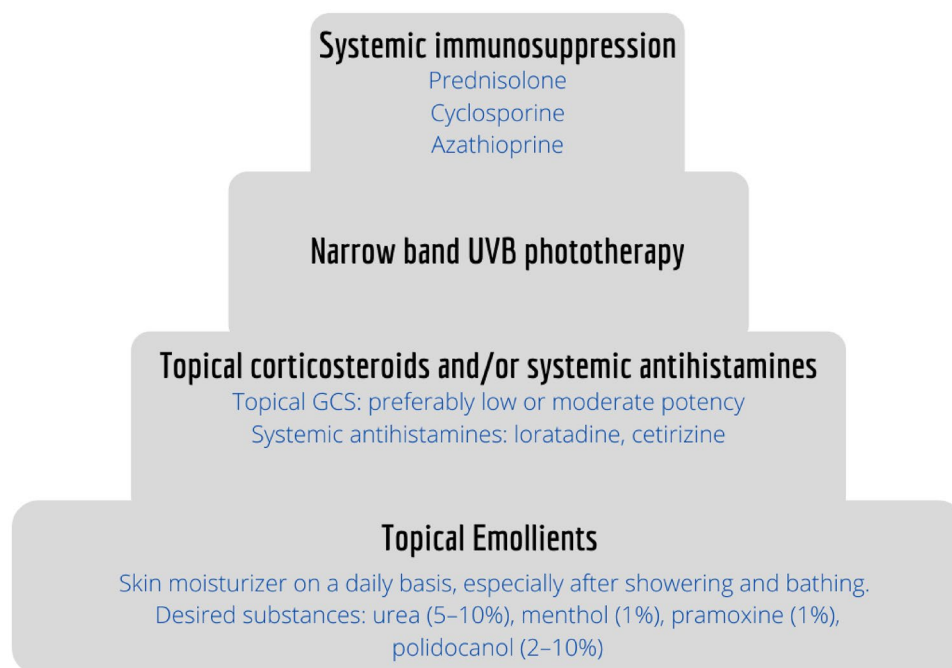 Systemic immunosuppression
Prednisolone
Cyclosporine
Azathioprine
Narrow band UVB phototherapy
Topical corticosteroids and/or systemic antihistamines
Topical GCS: preferably low or moderate potency
Systemic antihistamines: loratadine, cetirizine
Topical Emollients
Skin moisturizer on a daily basis, especially after showering and bathing.
Desired substances: urea (5–10%), menthol (1%), pramoxine (1%),
polidocanol (2–10%)